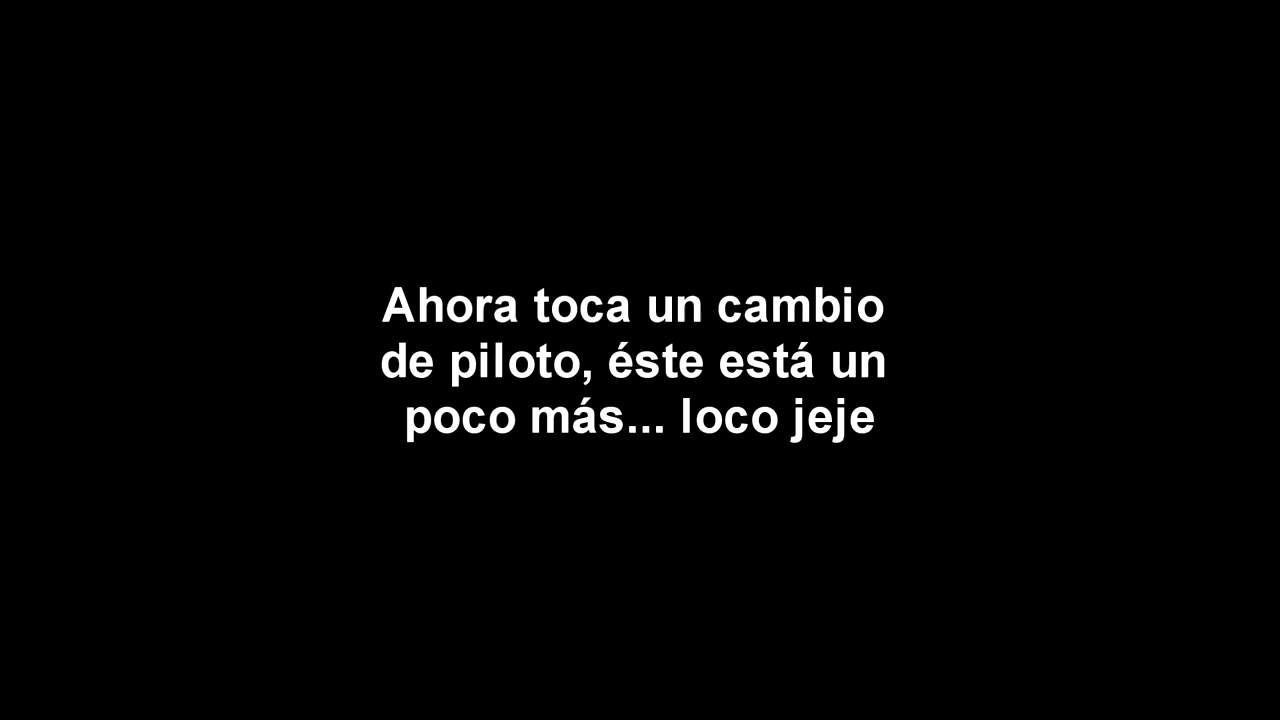 Ahora toca un cambio
de piloto, éste está un
poco más... loco jeje